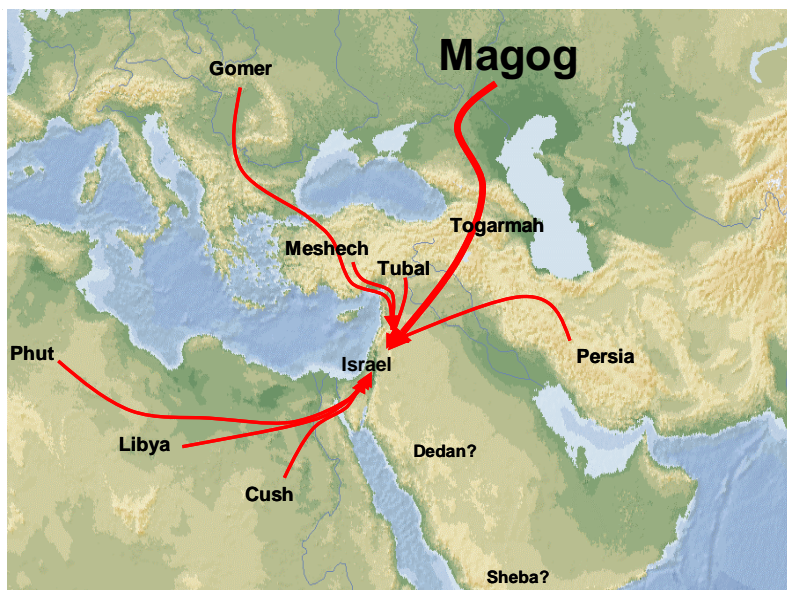 Magog
Gomer
Togarmah
Meshech
Tubal
Phut
Israel
Persia
Libya
Dedan?
Cush
Sheba?